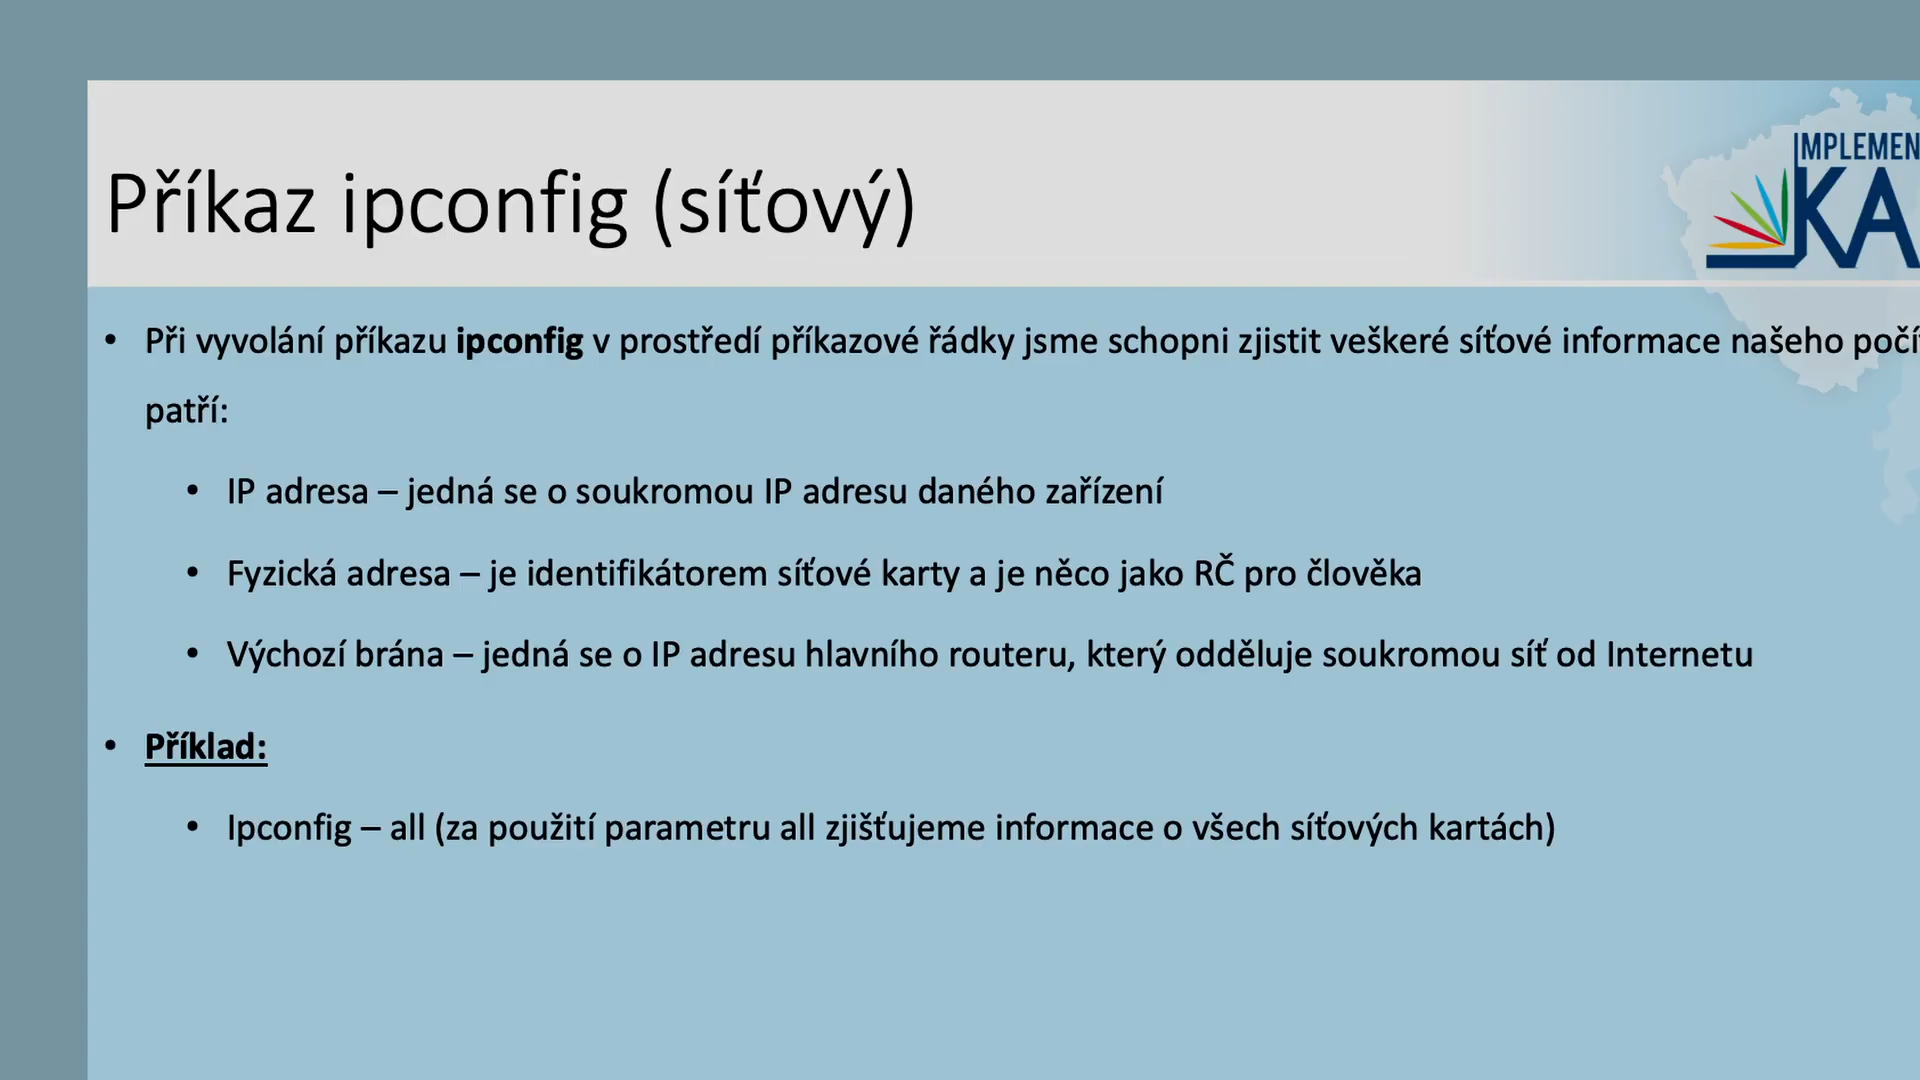 Příkaz ipconfig (síťový)
IMPLEMEN
KA
• Při vyvolání příkazu ipconfig v prostředí příkazové řádky jsme schopni zjistit veškeré síťové informace našeho
patří:
• IP adresa – jedná se o soukromou IP adresu daného zařízení
• Fyzická adresa – je identifikátorem síťové karty a je něco jako RČ pro člověka
• Výchozí brána – jedná se o IP adresu hlavního routeru, který odděluje soukromou síť od Internetu
• Příklad:
• Ipconfig – all (za použití parametru all zjišťujeme informace o všech síťových kartách)